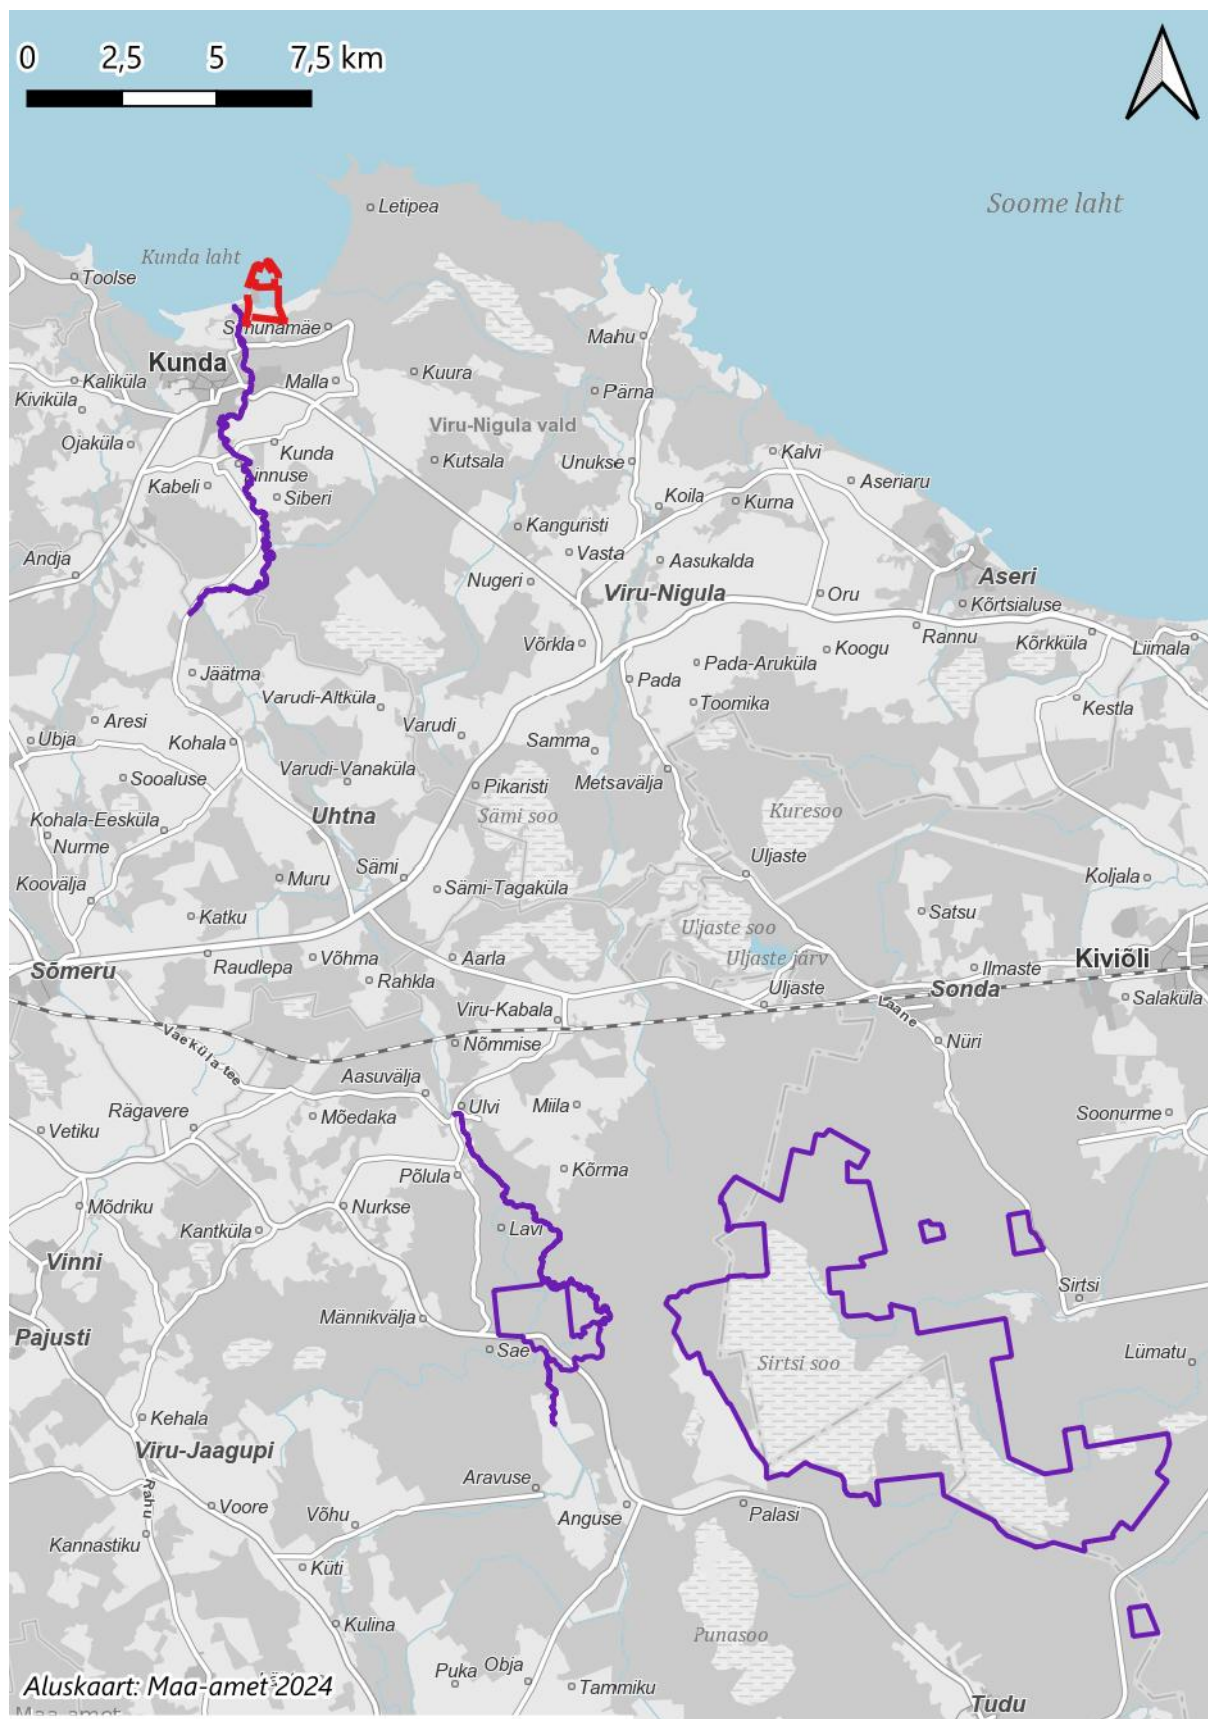 0 2,5 5 7,5 km
Letipea
Soome laht
Kunda laht
Toolse
Mahu
Kunda
Kaliküla
Malla
Kuura
Kiviküla
Pärna
Viru-Nigula vald
Ojaküla
Kunda
Kutsala
Unukse
Kalvi
Kabeli
Siberi
Aseriaru
Koila
Kurna
Kanguristi
Andja
Vasta
Aasukalda
Aseri
Nugeri
Viru-Nigula
Oru
Kõrtsialuse
Võrkla
Koogu
Rannu
Kõrkküla
Liimala
Jäätma
Pada-Aruküla
Pada
Varudi-Altküla
Toomika
Kestla
Aresi
Varudi
Ubja
Kohala
Samma
Sooaluse
Varudi-Vanaküla
Pikaristi
Metsavälja
Kohala-Eesküla
Uhtna
Sämi soo
Kuresoo
Nurme
Uljaste
Koovälja
Muru
Sämi
Sämi-Tagaküla
Koljala
Katku
Satsu
Uljaste soo
Sõmeru
Raudlepa
Võhma
Aarla
Uljaste järv
Kiviõli
Rahkla
Ilmaste
Uljaste
Sonda
Salaküla
Viru-Kabala
Laane
Vaeküla tee
Nõmmise
Nüri
Aasuvälja
Rägavere
Mõedaka
Ulvi
Miila
Soonurme
Vetiku
Põlula
Kõrma
Mõdriku
Nurkse
Kantküla
Lavi
Vinni
Sirtsi
Pajusti
Männikvälja
Sae
Sirtsi soo
Lümatu
Kehala
Viru-Jaagupi
Aravuse
Rahu
Voore
Võhu
Anguse
Palasi
Kannastiku
Küti
Kulina
Punasoo
Puka
Obja
Tammiku
Aluskaart: Maa-amet 2024
Tudu
Maa-amet